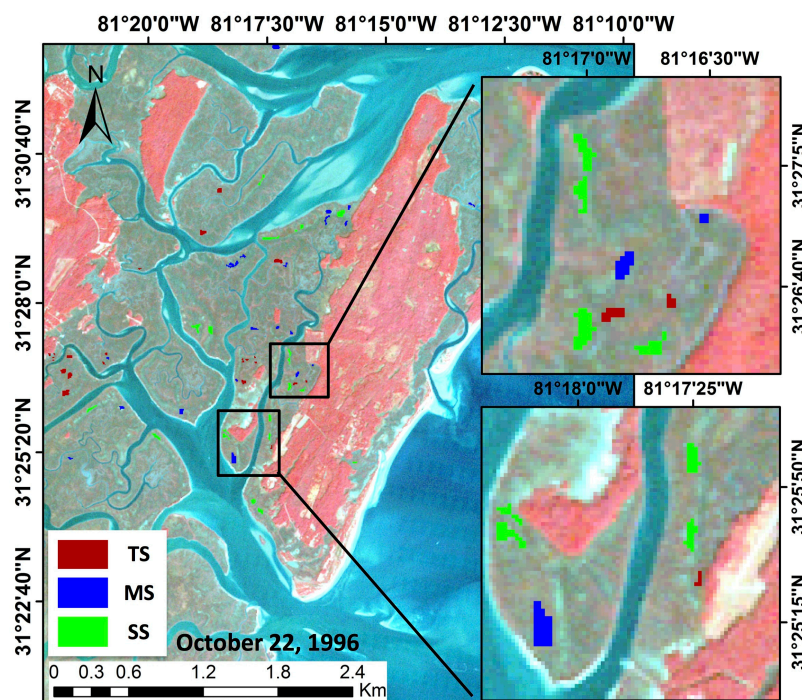 81°20'0"W 81°17'30"W 81°15'0"W 81°12'30"W 81°10'0"W
31°30'40"N
31°28'0"N
31°25'20"N
31°22'40"N
N
81°17'0"W 81°16'30"W
31°27'5"N
31°26'40"N
81°18'0"W 81°17'25"W
31°25'50"N
31°25'15"N
TS
MS
SS
October 22, 1996
0 0.3 0.6 1.2 1.8 2.4
Km